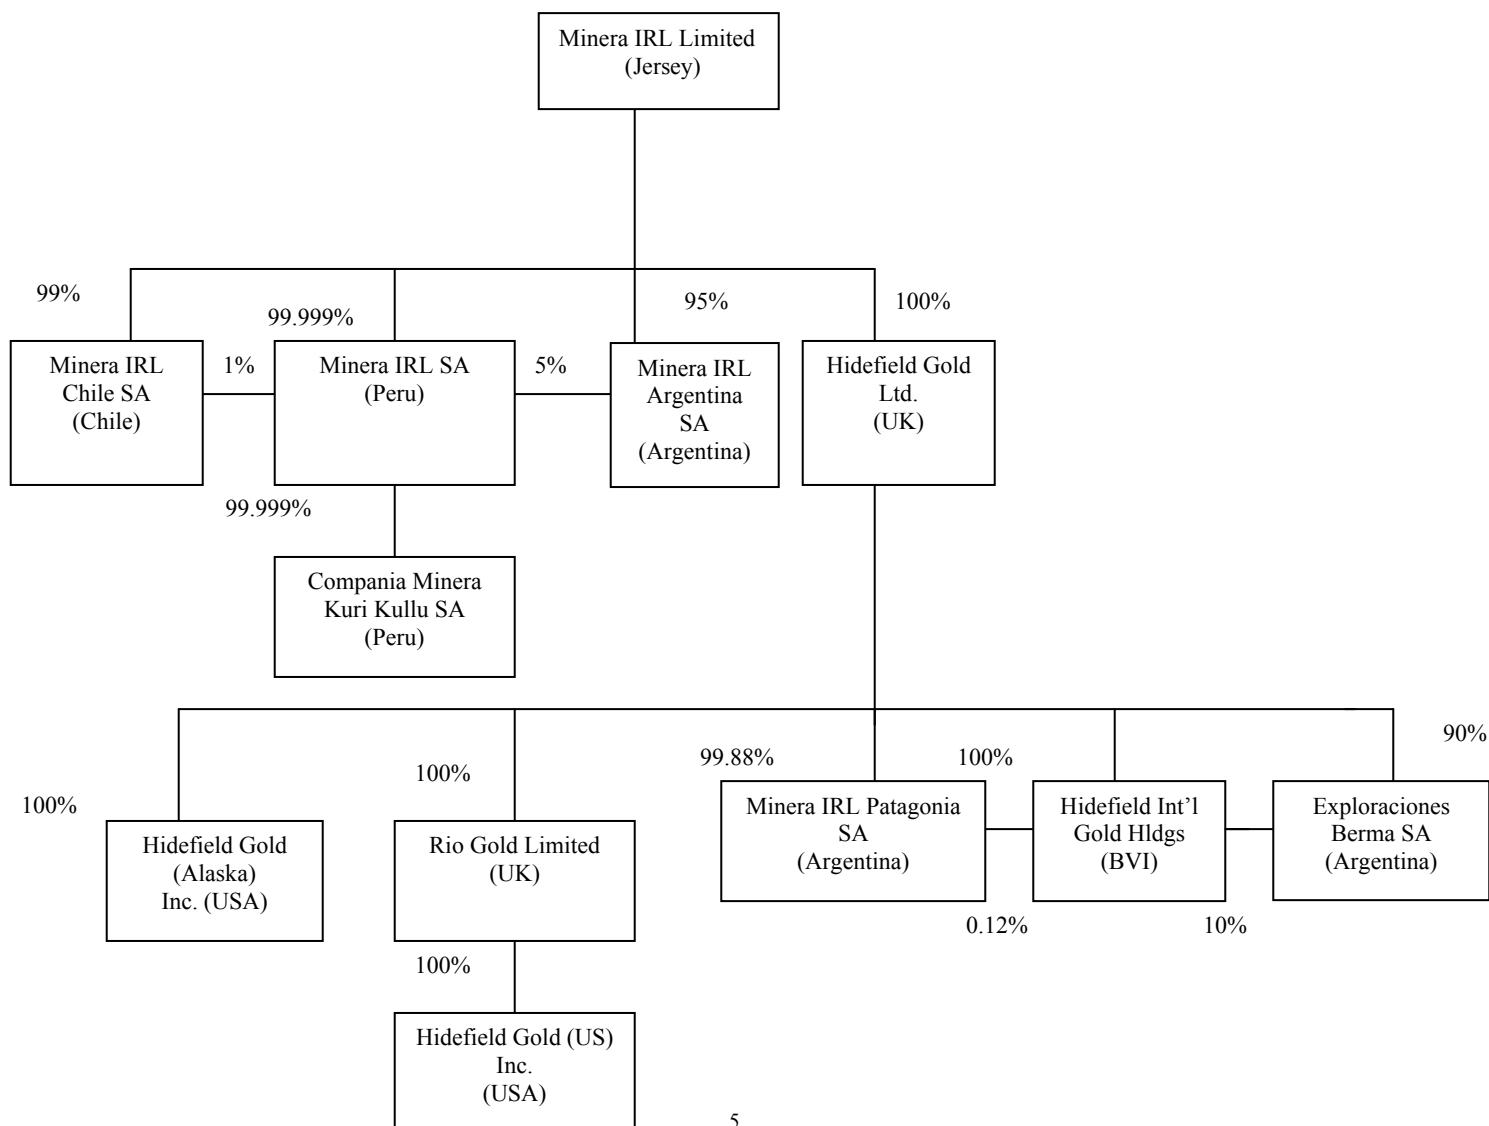 Minera IRL Limited
(Jersey)
99%
99.999%
95%
100%
Minera IRL
Chile SA
(Chile)
1%
Minera IRL SA
(Peru)
5%
Minera IRL
Argentina
SA
(Argentina)
Hidefield Gold
Ltd.
(UK)
99.999%
Compania Minera
Kuri Kullu SA
(Peru)
100%
100%
99.88%
100%
90%
Hidefield Gold
(Alaska)
Inc. (USA)
Rio Gold Limited
(UK)
Minera IRL Patagonia
SA
(Argentina)
Hidefield Int’l
Gold Hldgs
(BVI)
Exploraciones
Berma SA
(Argentina)
0.12%
10%
100%
Hidefield Gold (US)
Inc.
(USA)
5